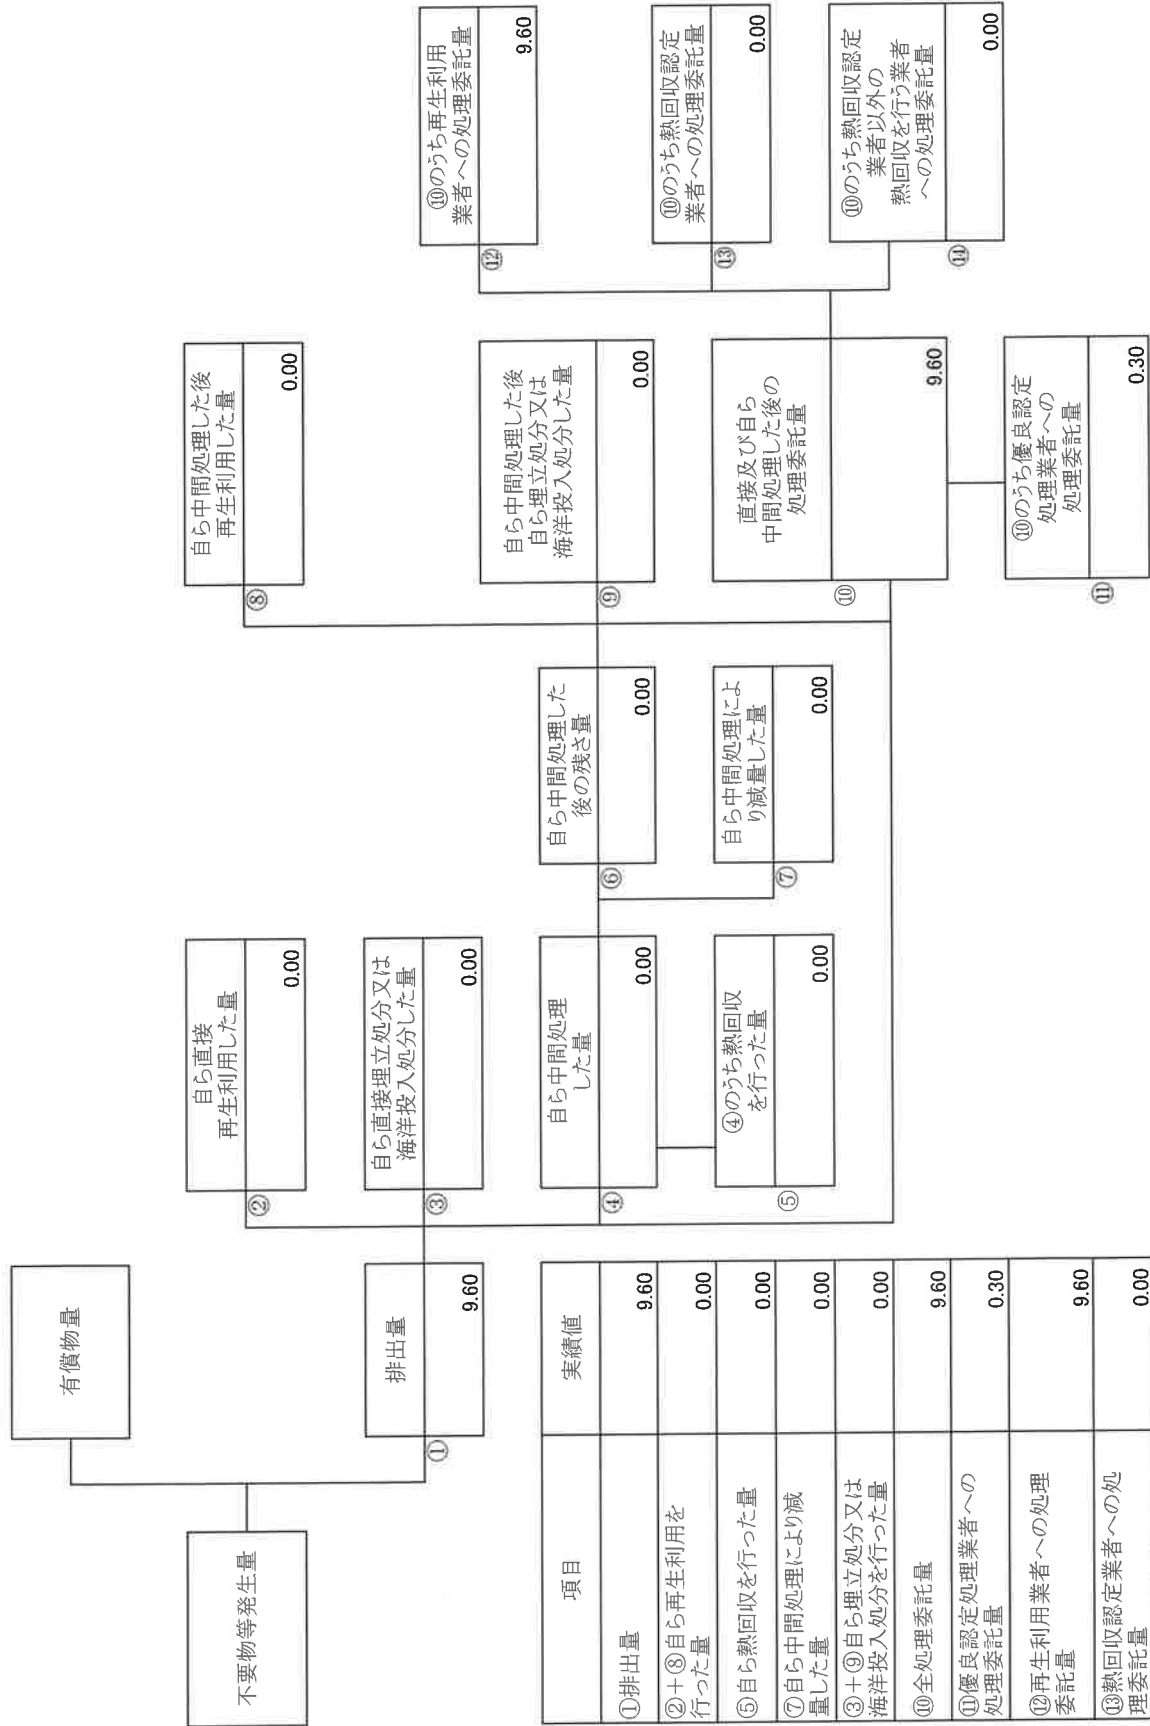 有償物量
不要物等発生量
排出量
①
9.60
自ら直接
再生利用した量
②
0.00
自ら直接埋立処分又は
海洋投入処分した量
③
0.00
自ら中間処理
した量
④
0.00
④のうち熱回収
を行った量
⑤
0.00
自ら中間処理した
後の残さ量
⑥
0.00
自ら中間処理によ
り減量した量
⑦
0.00
自ら中間処理した後
再生利用した量
⑧
0.00
自ら中間処理した後
自ら埋立処分又は
海洋投入処分した量
⑨
0.00
直接及び自ら
中間処理した後の
処理委託量
⑩
9.60
⑩のうち優良認定
処理業者への
処理委託量
⑪
0.30
⑩のうち再生利用
業者への処理委託量
⑫
9.60
⑩のうち熱回収認定
業者への処理委託量
⑬
0.00
⑩のうち熱回収認定
業者以外の
熱回収を行う業者
への処理委託量
⑭
0.00
項目 実績値
①排出量 9.60
②+⑧自ら再生利用を
行った量 0.00
⑤自ら熱回収を行った量 0.00
⑦自ら中間処理により減
量した量 0.00
③+⑨自ら埋立処分又は
海洋投入処分を行った量 0.00
⑩全処理委託量 9.60
⑪優良認定処理業者への
処理委託量 0.30
⑫再生利用業者への処理
委託量 9.60
⑬熱回収認定業者への処
理委託量 0.00